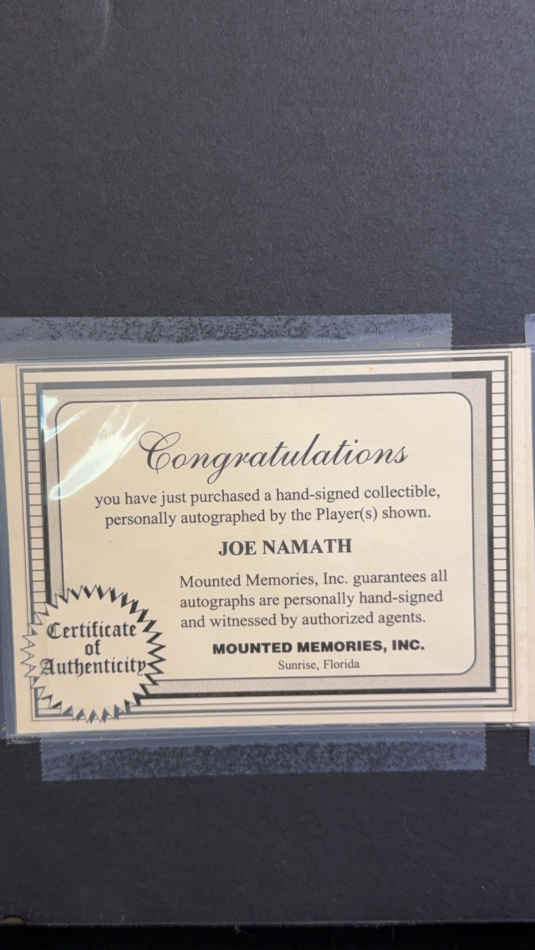 Congratulations
you have just purchased a hand-signed collectible,
personally autographed by the Player(s) shown.
JOE NAMATH
Mounted Memories, Inc. guarantees all
autographs are personally hand-signed
and witnessed by authorized agents.
MOUNTED MEMORIES, INC.
Sunrise, Florida
Certificate
of
Authenticity